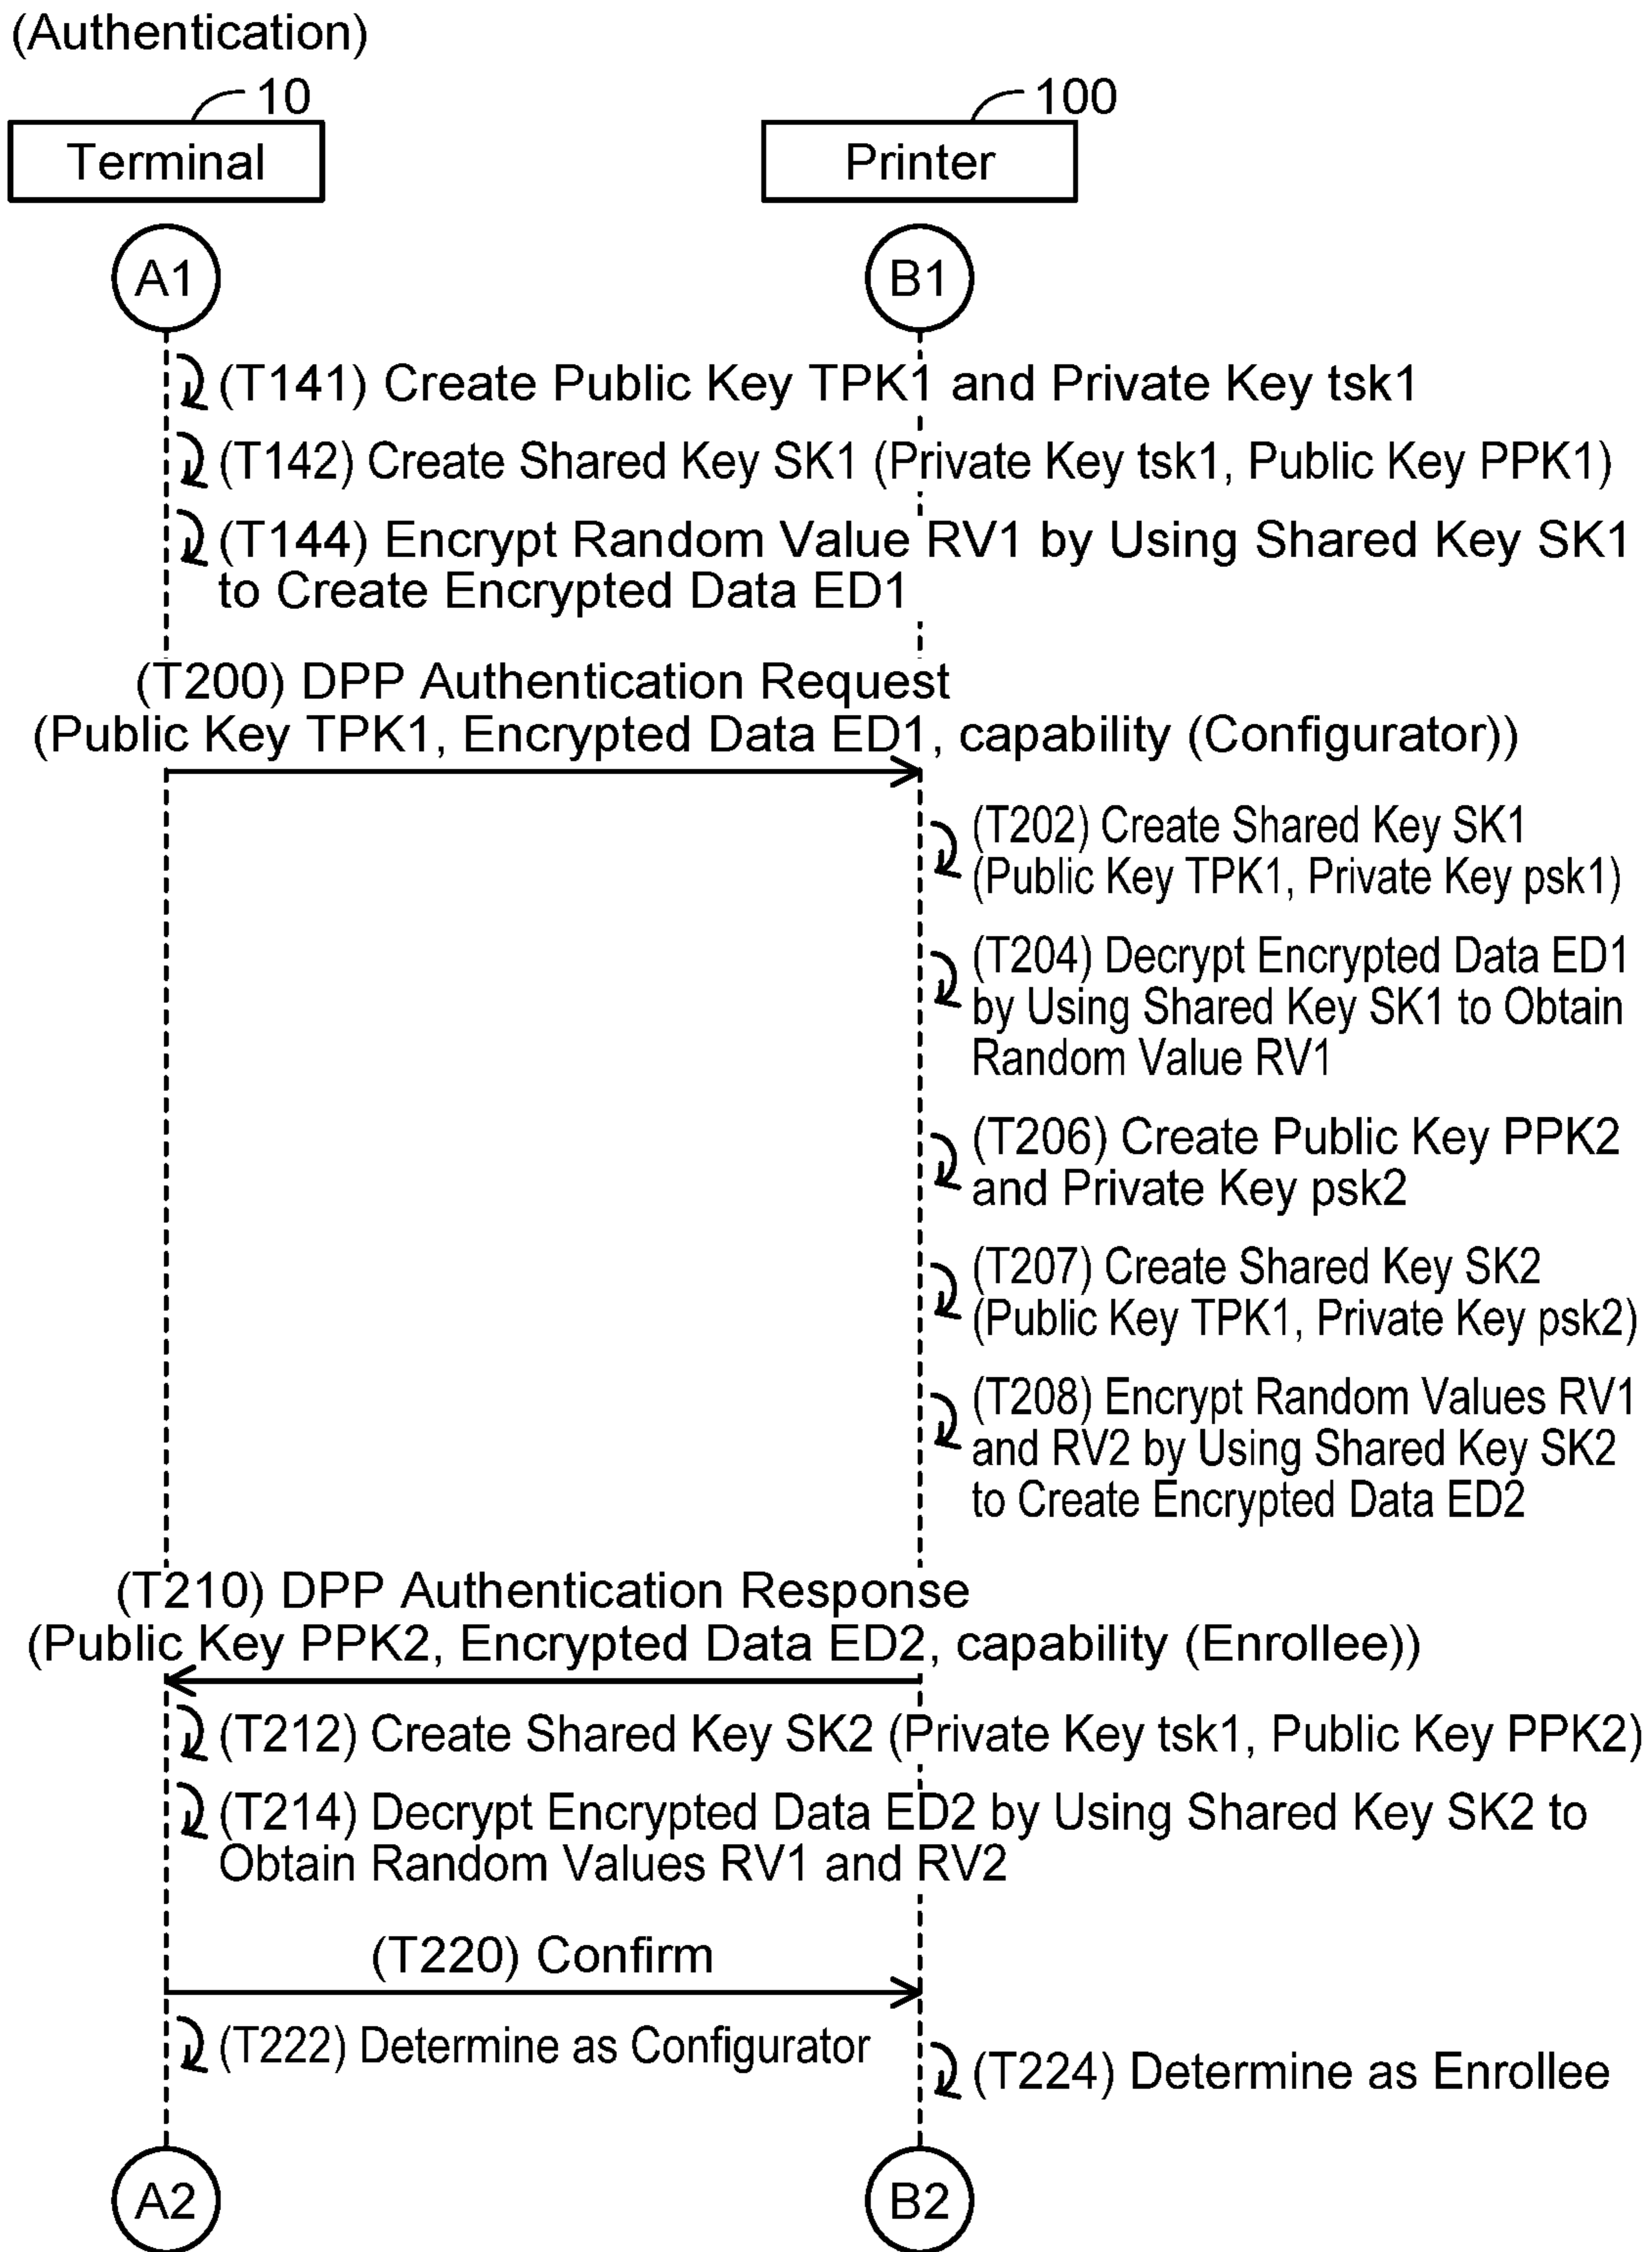 (Authentication)
10
100
Terminal
Printer
A1
B1
(T141) Create Public Key TPK1 and Private Key tsk1
(T142) Create Shared Key SK1 (Private Key tsk1, Public Key PPK1)
(T144) Encrypt Random Value RV1 by Using Shared Key SK1
to Create Encrypted Data ED1
(T200) DPP Authentication Request
(Public Key TPK1, Encrypted Data ED1, capability (Configurator))
(T202) Create Shared Key SK1
(Public Key TPK1, Private Key psk1)
(T204) Decrypt Encrypted Data ED1
by Using Shared Key SK1 to Obtain
Random Value RV1
(T206) Create Public Key PPK2
and Private Key psk2
(T207) Create Shared Key SK2
(Public Key TPK1, Private Key psk2)
(T208) Encrypt Random Values RV1
and RV2 by Using Shared Key SK2
to Create Encrypted Data ED2
(T210) DPP Authentication Response
(Public Key PPK2, Encrypted Data ED2, capability (Enrollee))
(T212) Create Shared Key SK2 (Private Key tsk1, Public Key PPK2)
(T214) Decrypt Encrypted Data ED2 by Using Shared Key SK2 to
Obtain Random Values RV1 and RV2
(T220) Confirm
(T222) Determine as Configurator
(T224) Determine as Enrollee
A2
B2